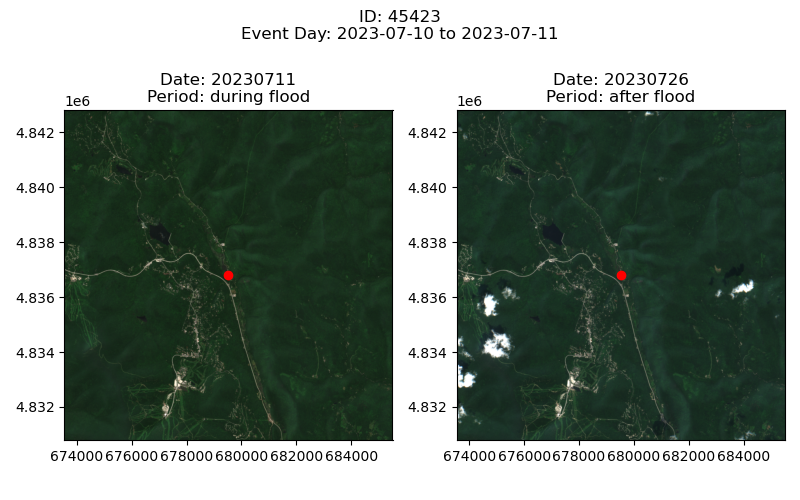 ID: 45423
Event Day: 2023-07-10 to 2023-07-11
Date: 20230711
Period: during flood
1e6
4.842
4.840
4.838
4.836
4.834
4.832
674000 676000 678000 680000 682000 684000
Date: 20230726
Period: after flood
1e6
4.842
4.840
4.838
4.836
4.834
4.832
674000 676000 678000 680000 682000 684000